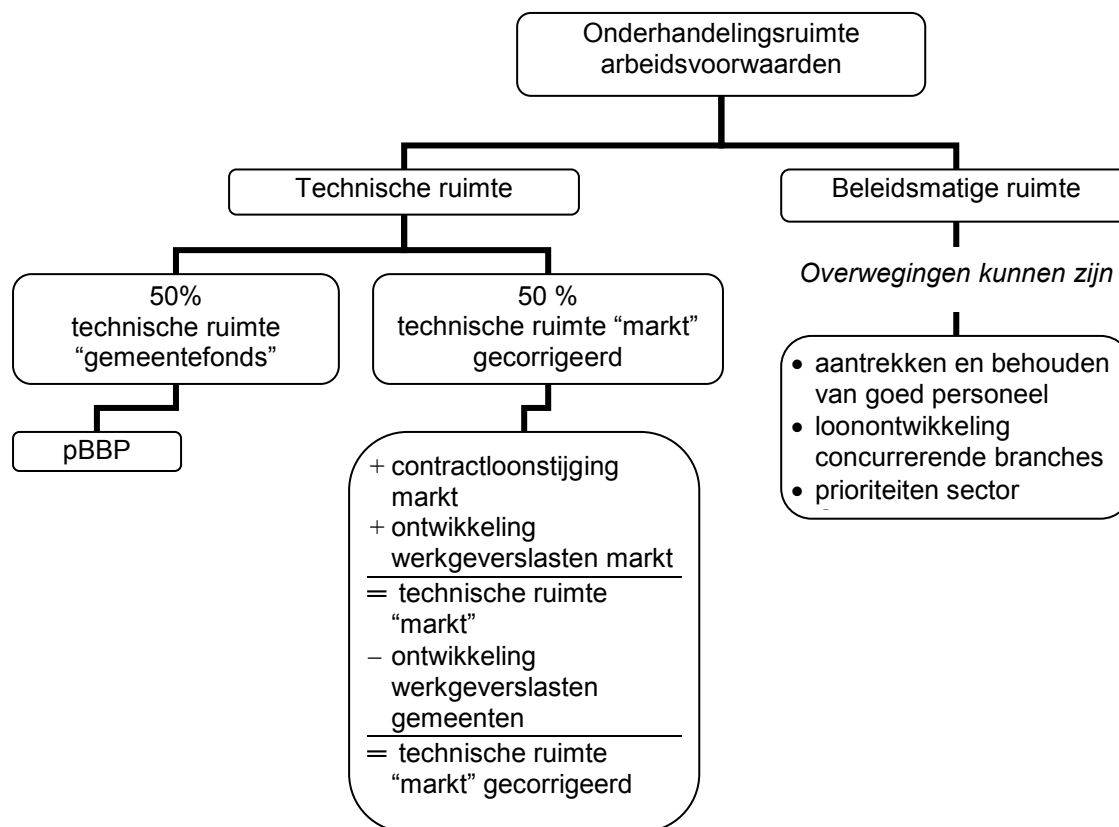 Onderhandelingsruimte
arbeidsvoorwaarden
Technische ruimte
Beleidsmatige ruimte
50%
technische ruimte
“gemeentefonds”
50 %
technische ruimte “markt”
gecorrigeerd
Overwegingen kunnen zijn
pBBP
+ contractloonstijging
markt
+ ontwikkeling
werkgeverslasten markt
= technische ruimte
“markt”
– ontwikkeling
werkgeverslasten
gemeenten
= technische ruimte
“markt” gecorrigeerd
• aantrekken en behouden
van goed personeel
• loonontwikkeling
concurrerende branches
• prioriteiten sector